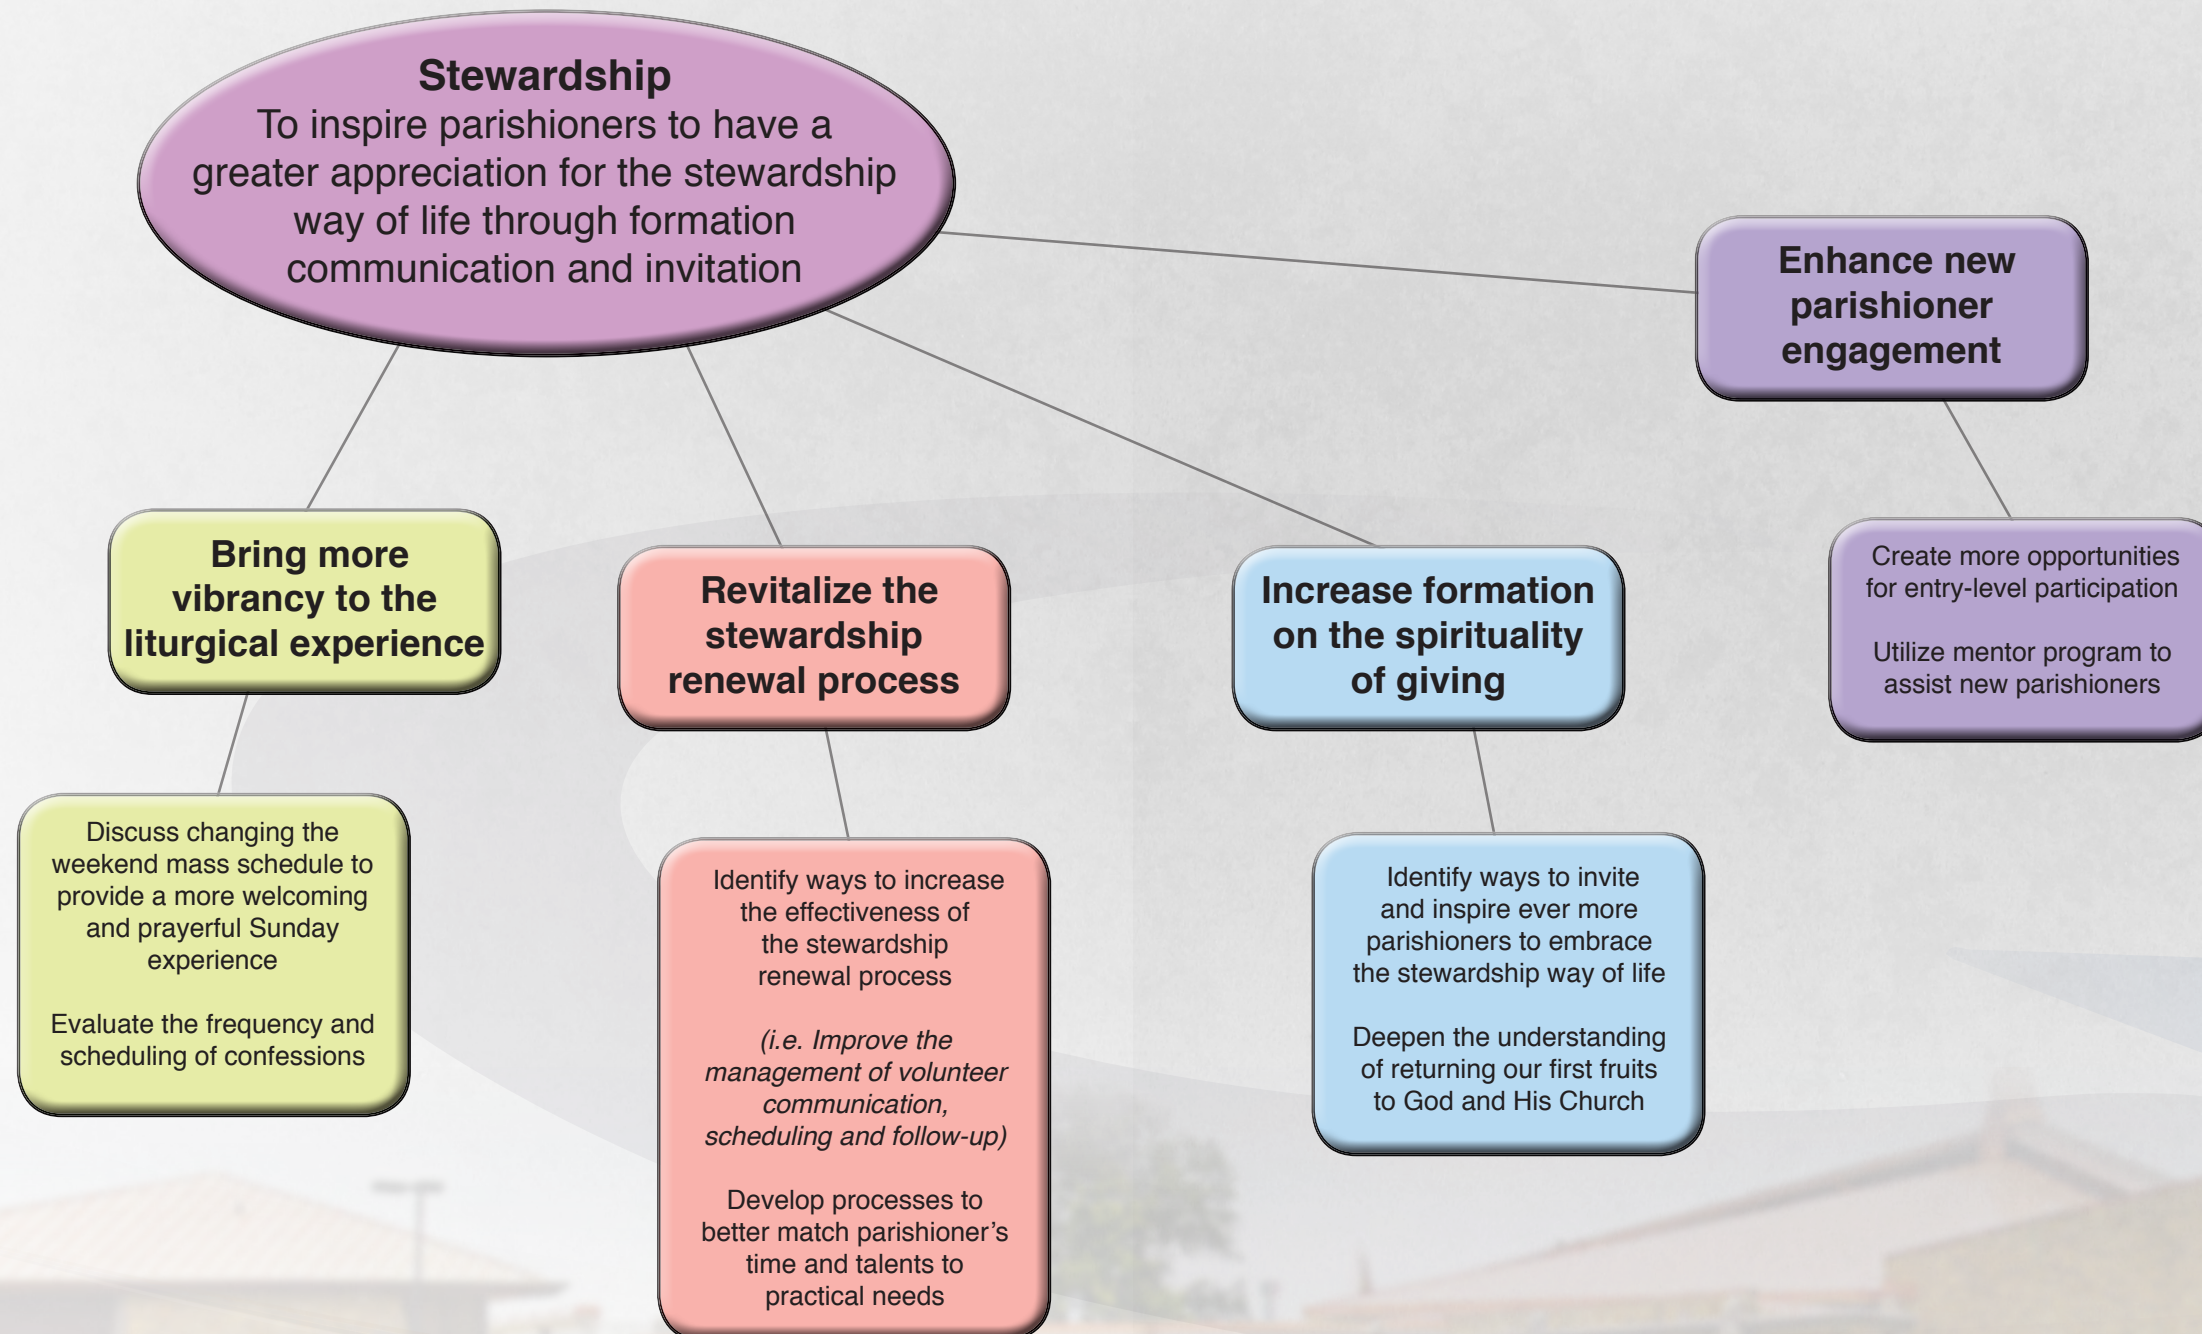 Stewardship
To inspire parishioners to have a
greater appreciation for the stewardship
way of life through formation
communication and invitation
Enhance new
parishioner
engagement
Create more opportunities
for entry-level participation
Utilize mentor program to
assist new parishioners
Bring more
vibrancy to the
liturgical experience
Discuss changing the
weekend mass schedule to
provide a more welcoming
and prayerful Sunday
experience
Evaluate the frequency and
scheduling of confessions
Revitalize the
stewardship
renewal process
Identify ways to increase
the effectiveness of
the stewardship
renewal process
(i.e. Improve the
management of volunteer
communication,
scheduling and follow-up)
Develop processes to
better match parishioner’s
time and talents to
practical needs
Increase formation
on the spirituality
of giving
Identify ways to invite
and inspire ever more
parishioners to embrace
the stewardship way of life
Deepen the understanding
of returning our first fruits
to God and His Church